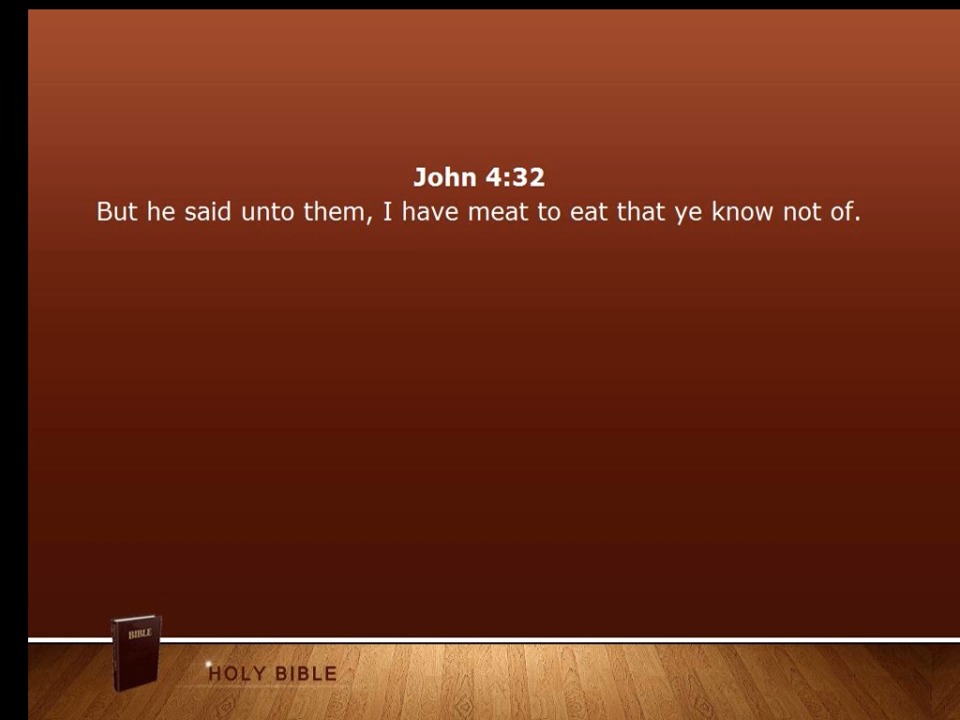 John 4:32
But he said unto them, I have meat to eat that ye know not of.
BIBLE
HOLY BIBLE